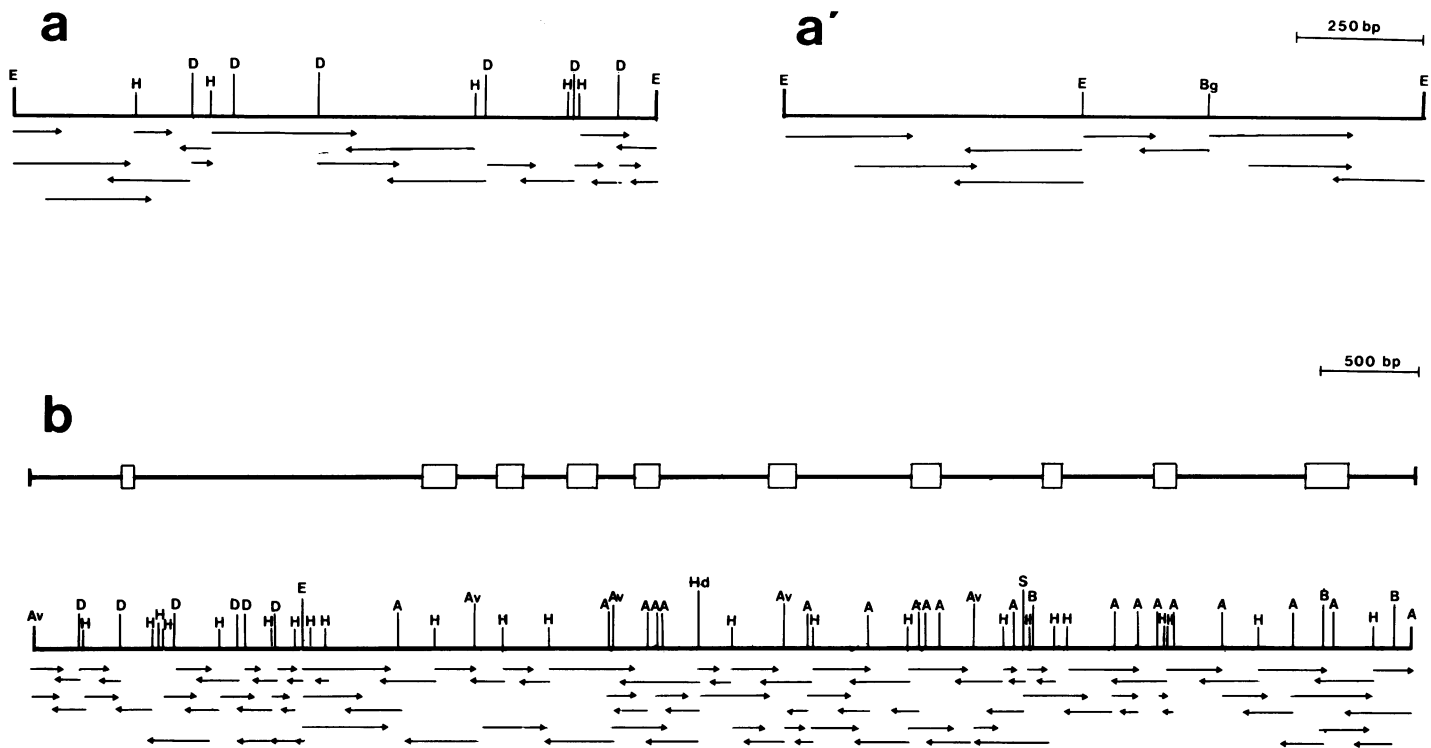 a
a′
250 bp
E H D H D D H D H D H D E
E E Bg E
500 bp
b
Av D H D H H H D H D D H D H E H H A H Av H H A Av A A A Hd H Av A H A H A A A Av H A S H B H H A A A H H A A H A B A H B A